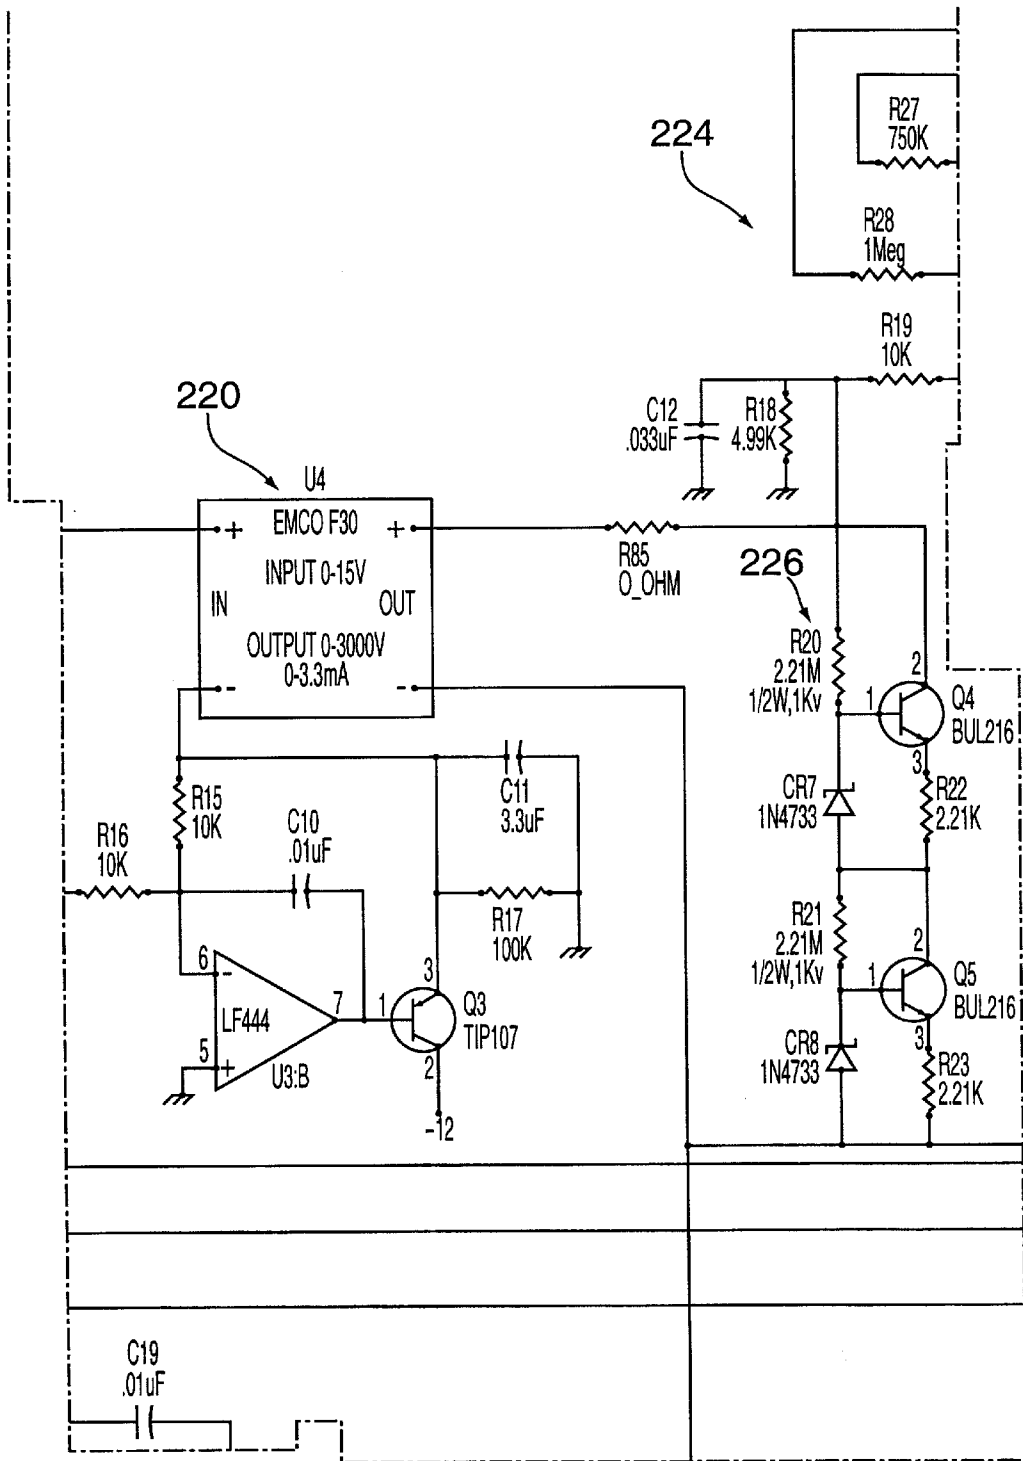 R27
750K
224
R28
1Meg
R19
10K
220
C12
.033uF
R18
4.99K
U4
+
EMCO F30
+
INPUT 0-15V
IN
OUT
OUTPUT 0-3000V
0-3.3mA
-
-
R85
O_OHM
226
R20
2.21M
1/2W,1Kv
2
1
Q4
BUL216
3
CR7
1N4733
R22
2.21K
R15
10K
C11
3.3uF
R16
10K
C10
.01uF
R17
100K
R21
2.21M
1/2W,1Kv
2
1
Q5
BUL216
3
6
-
LF444
7
5
+
U3:B
1
3
Q3
TIP107
2
-12
CR8
1N4733
R23
2.21K
C19
.01uF